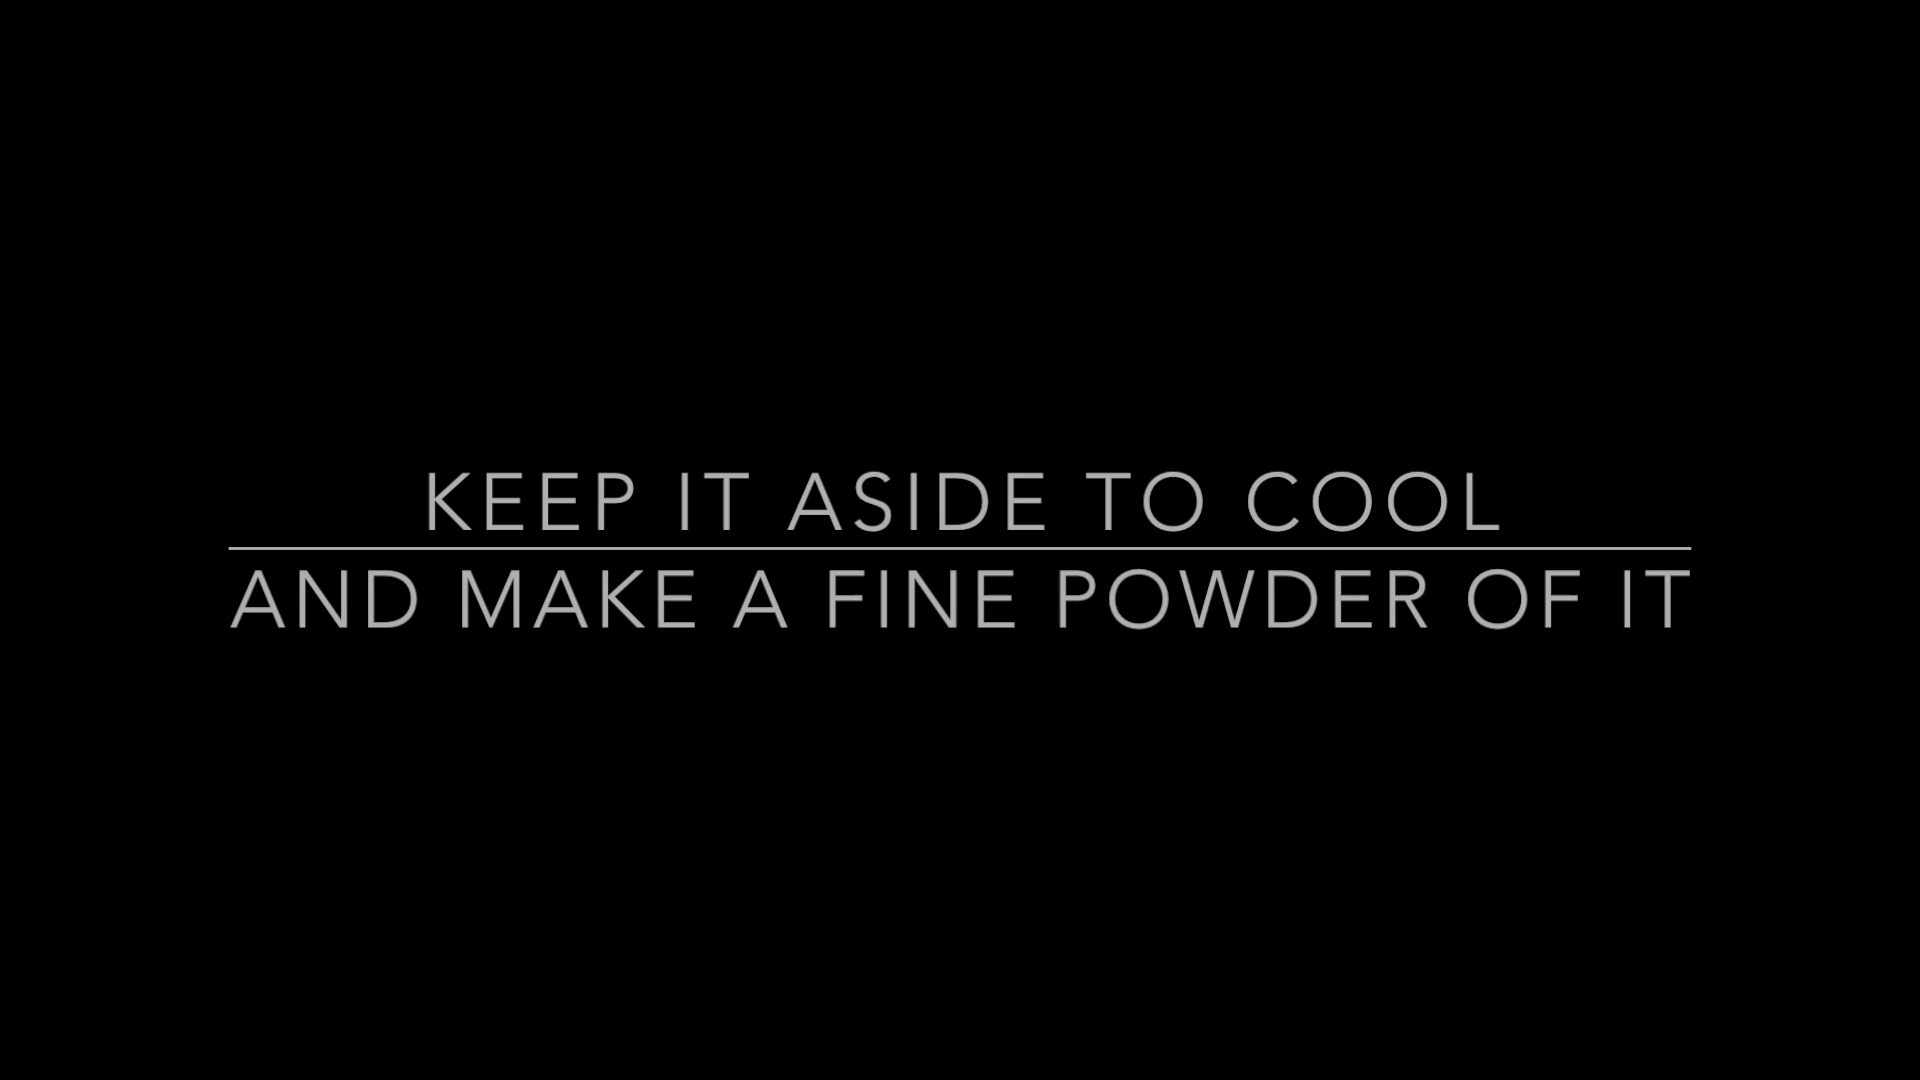 KEEP IT ASIDE TO COOL
AND MAKE A FINE POWDER OF IT